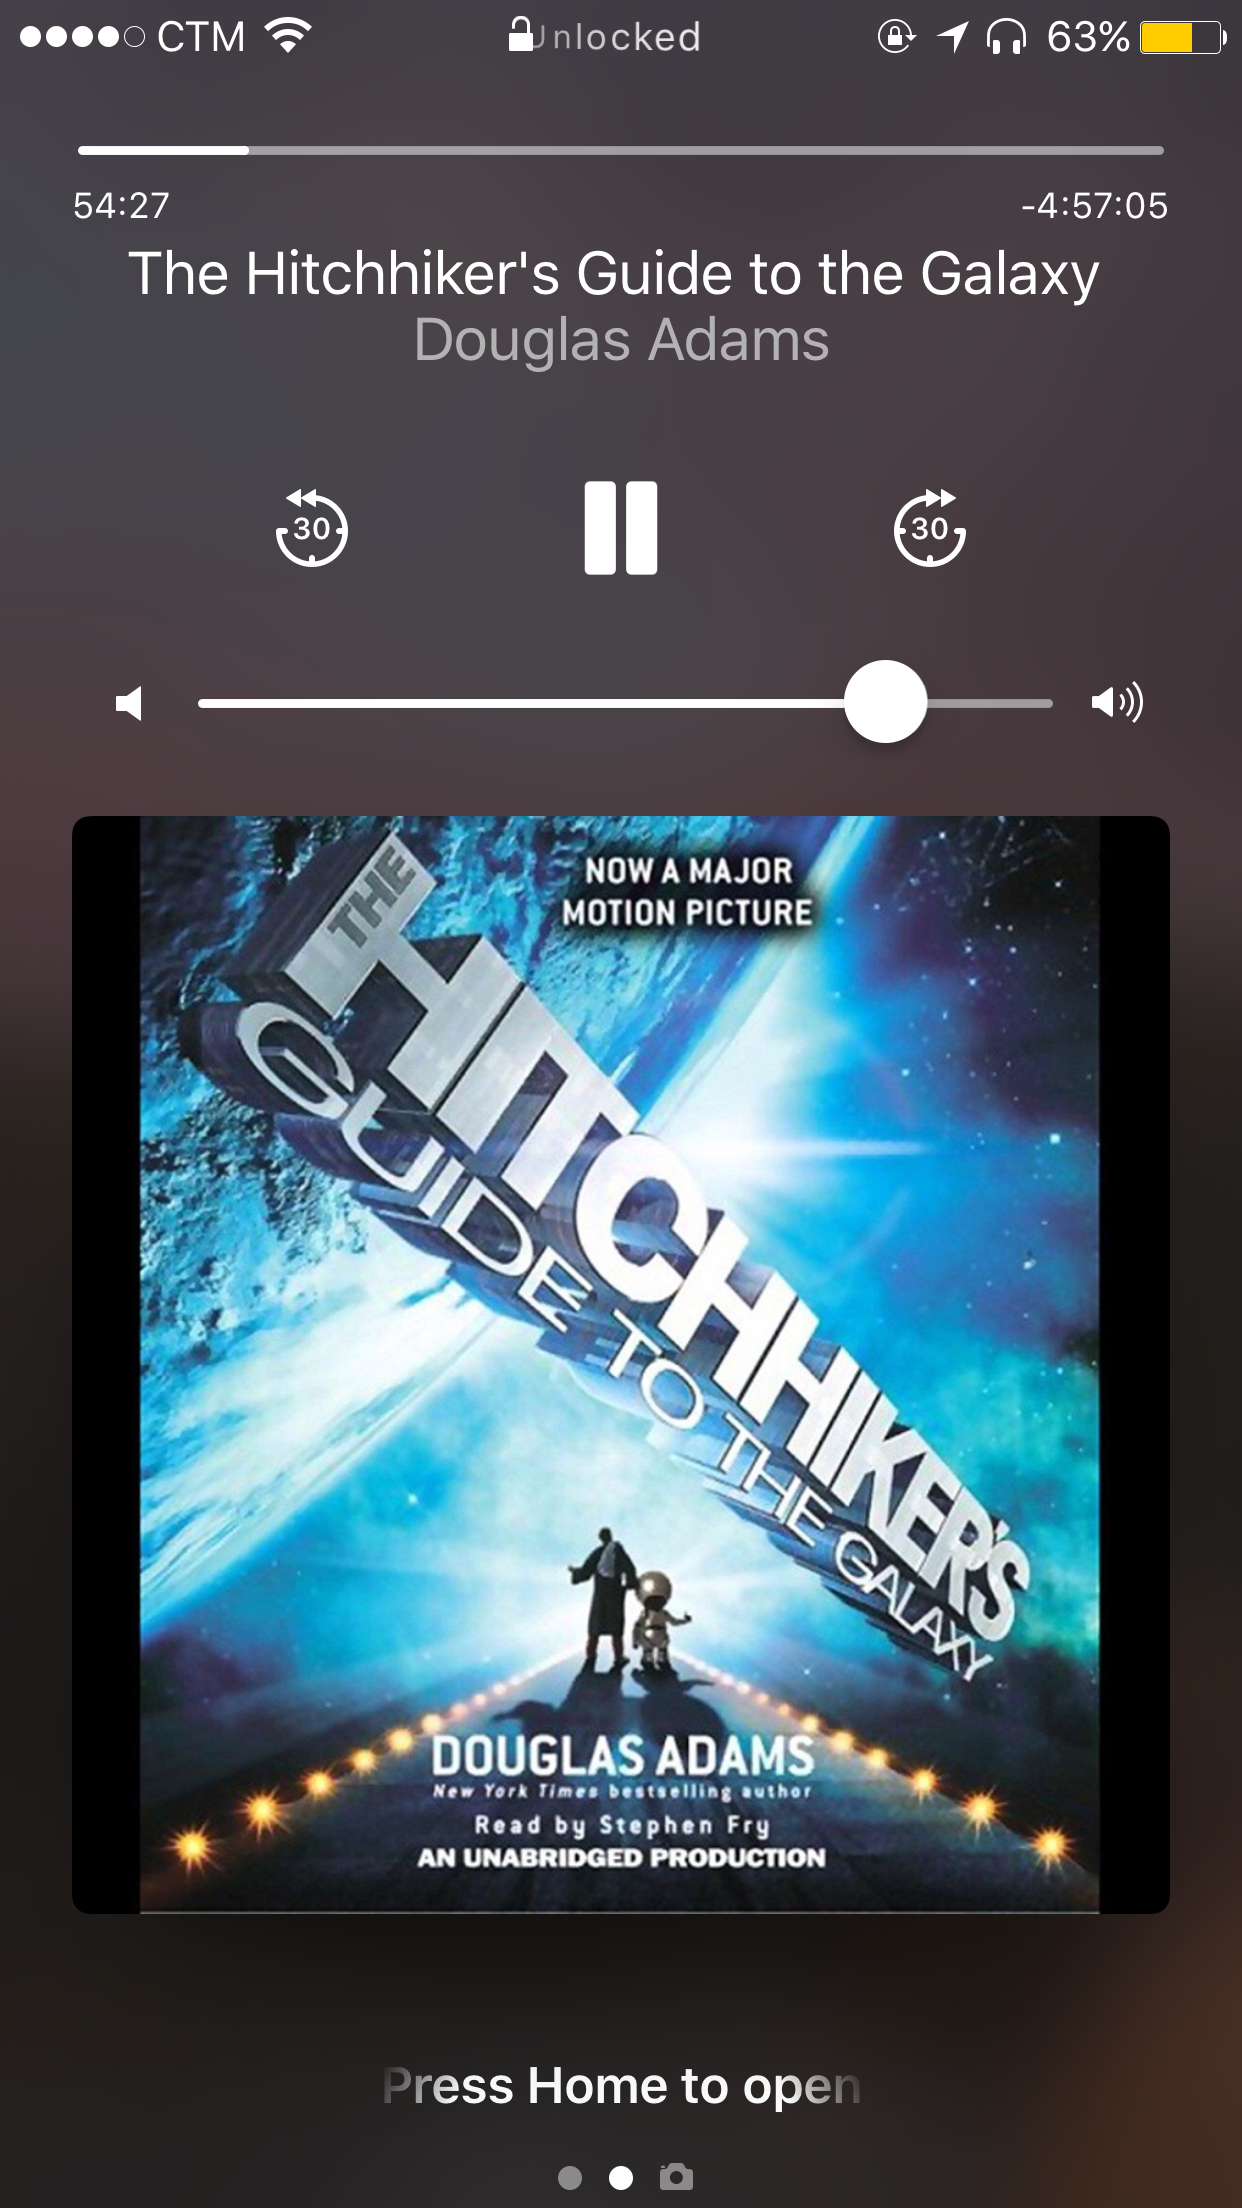 CTM Unlocked 63%
54:27 -4:57:05
The Hitchhiker's Guide to the Galaxy
Douglas Adams
30 30
NOW A MAJOR
MOTION PICTURE
THE
HITCHHIKER'S
GUIDE TO THE GALAXY
DOUGLAS ADAMS
New York Times bestselling author
Read by Stephen Fry
AN UNABRIDGED PRODUCTION
Press Home to open